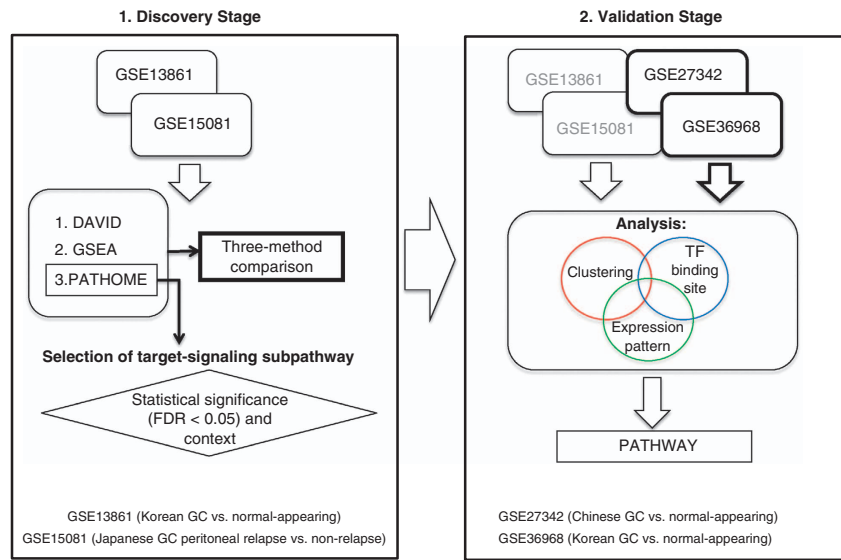 1. Discovery Stage
GSE13861
GSE15081
1. DAVID
2. GSEA
3.PATHOME
Three-method
comparison
Selection of target-signaling subpathway
Statistical significance
(FDR < 0.05) and
context
GSE13861 (Korean GC vs. normal-appearing)
GSE15081 (Japanese GC peritoneal relapse vs. non-relapse)
2. Validation Stage
GSE13861
GSE27342
GSE15081
GSE36968
Analysis:
Clustering
TF
binding
site
Expression
pattern
PATHWAY
GSE27342 (Chinese GC vs. normal-appearing)
GSE36968 (Korean GC vs. normal-appearing)